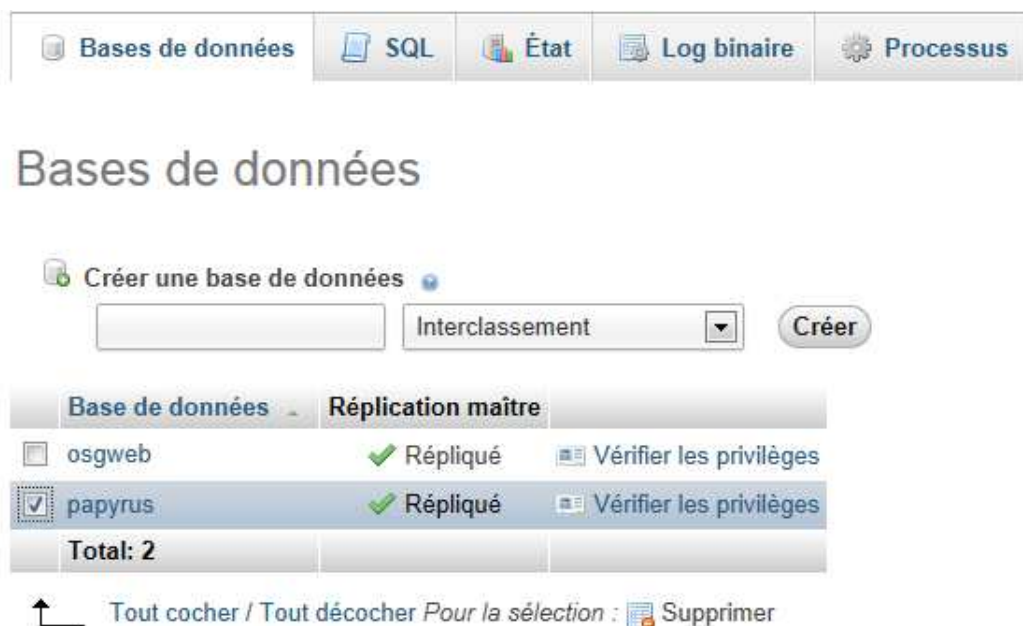 Bases de données SQL État Log binaire Processus
Bases de données
Créer une base de données
Interclassement Créer
Base de données Réplication maître
osgweb Répliqué Vérifier les privilèges
papyrus Répliqué Vérifier les privilèges
Total: 2
Tout cocher / Tout décocher Pour la sélection : Supprimer